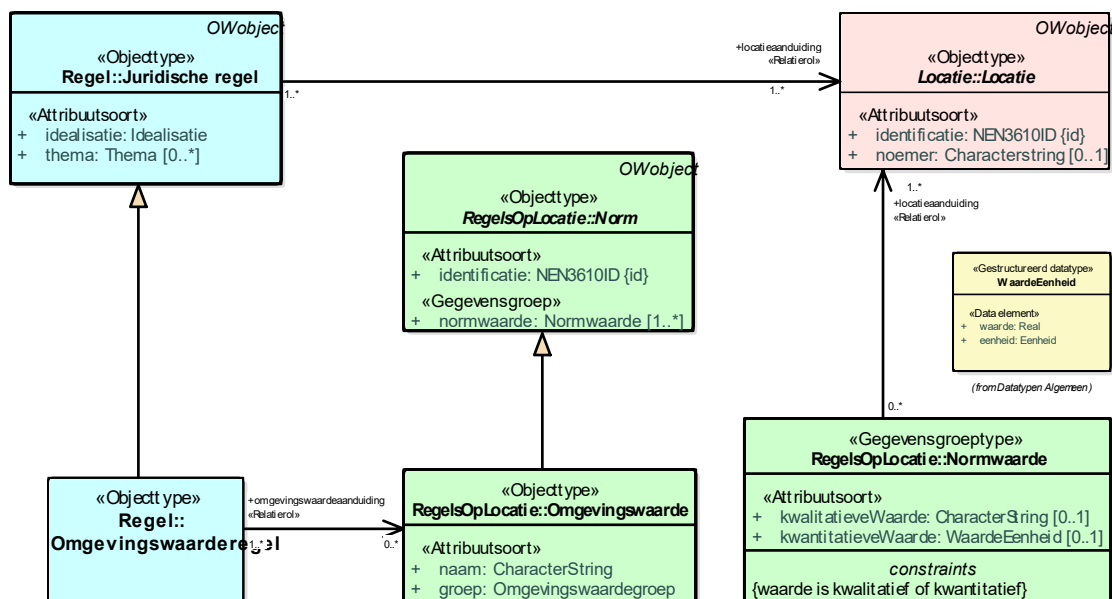 OWobject
«Objecttype»
Regel::Juridische regel
«Attribuutsoort»
+ idealisatie: Idealisatie
+ thema: Thema [0..*]
1..*
+locatieaanduiding
«Relatierol»
1..*
OWobject
«Objecttype»
Locatie::Locatie
«Attribuutsoort»
+ identificatie: NEN3610ID {id}
+ noemer: Characterstring [0..1]
OWobject
«Objecttype»
RegelsOpLocatie::Norm
«Attribuutsoort»
+ identificatie: NEN3610ID {id}
«Gegevensgroep»
+ normwaarde: Normwaarde [1..*]
1..*
+locatieaanduiding
«Relatierol»
0..*
«Gestructureerd datatype»
WaardeEenheid
«Data element»
+ waarde: Real
+ eenheid: Eenheid
(from Datatypen Algemeen)
«Objecttype»
Regel::
Omgevingswaarderegel
+omgevingswaardeaanduiding
«Relatierol»
1..*
0..*
«Objecttype»
RegelsOpLocatie::Omgevingswaarde
«Attribuutsoort»
+ naam: CharacterString
+ groep: Omgevingswaardegroep
«Gegevensgroeptype»
RegelsOpLocatie::Normwaarde
«Attribuutsoort»
+ kwalitatieveWaarde: CharacterString [0..1]
+ kwantitatieveWaarde: WaardeEenheid [0..1]
constraints
{waarde is kwalitatief of kwantitatief}